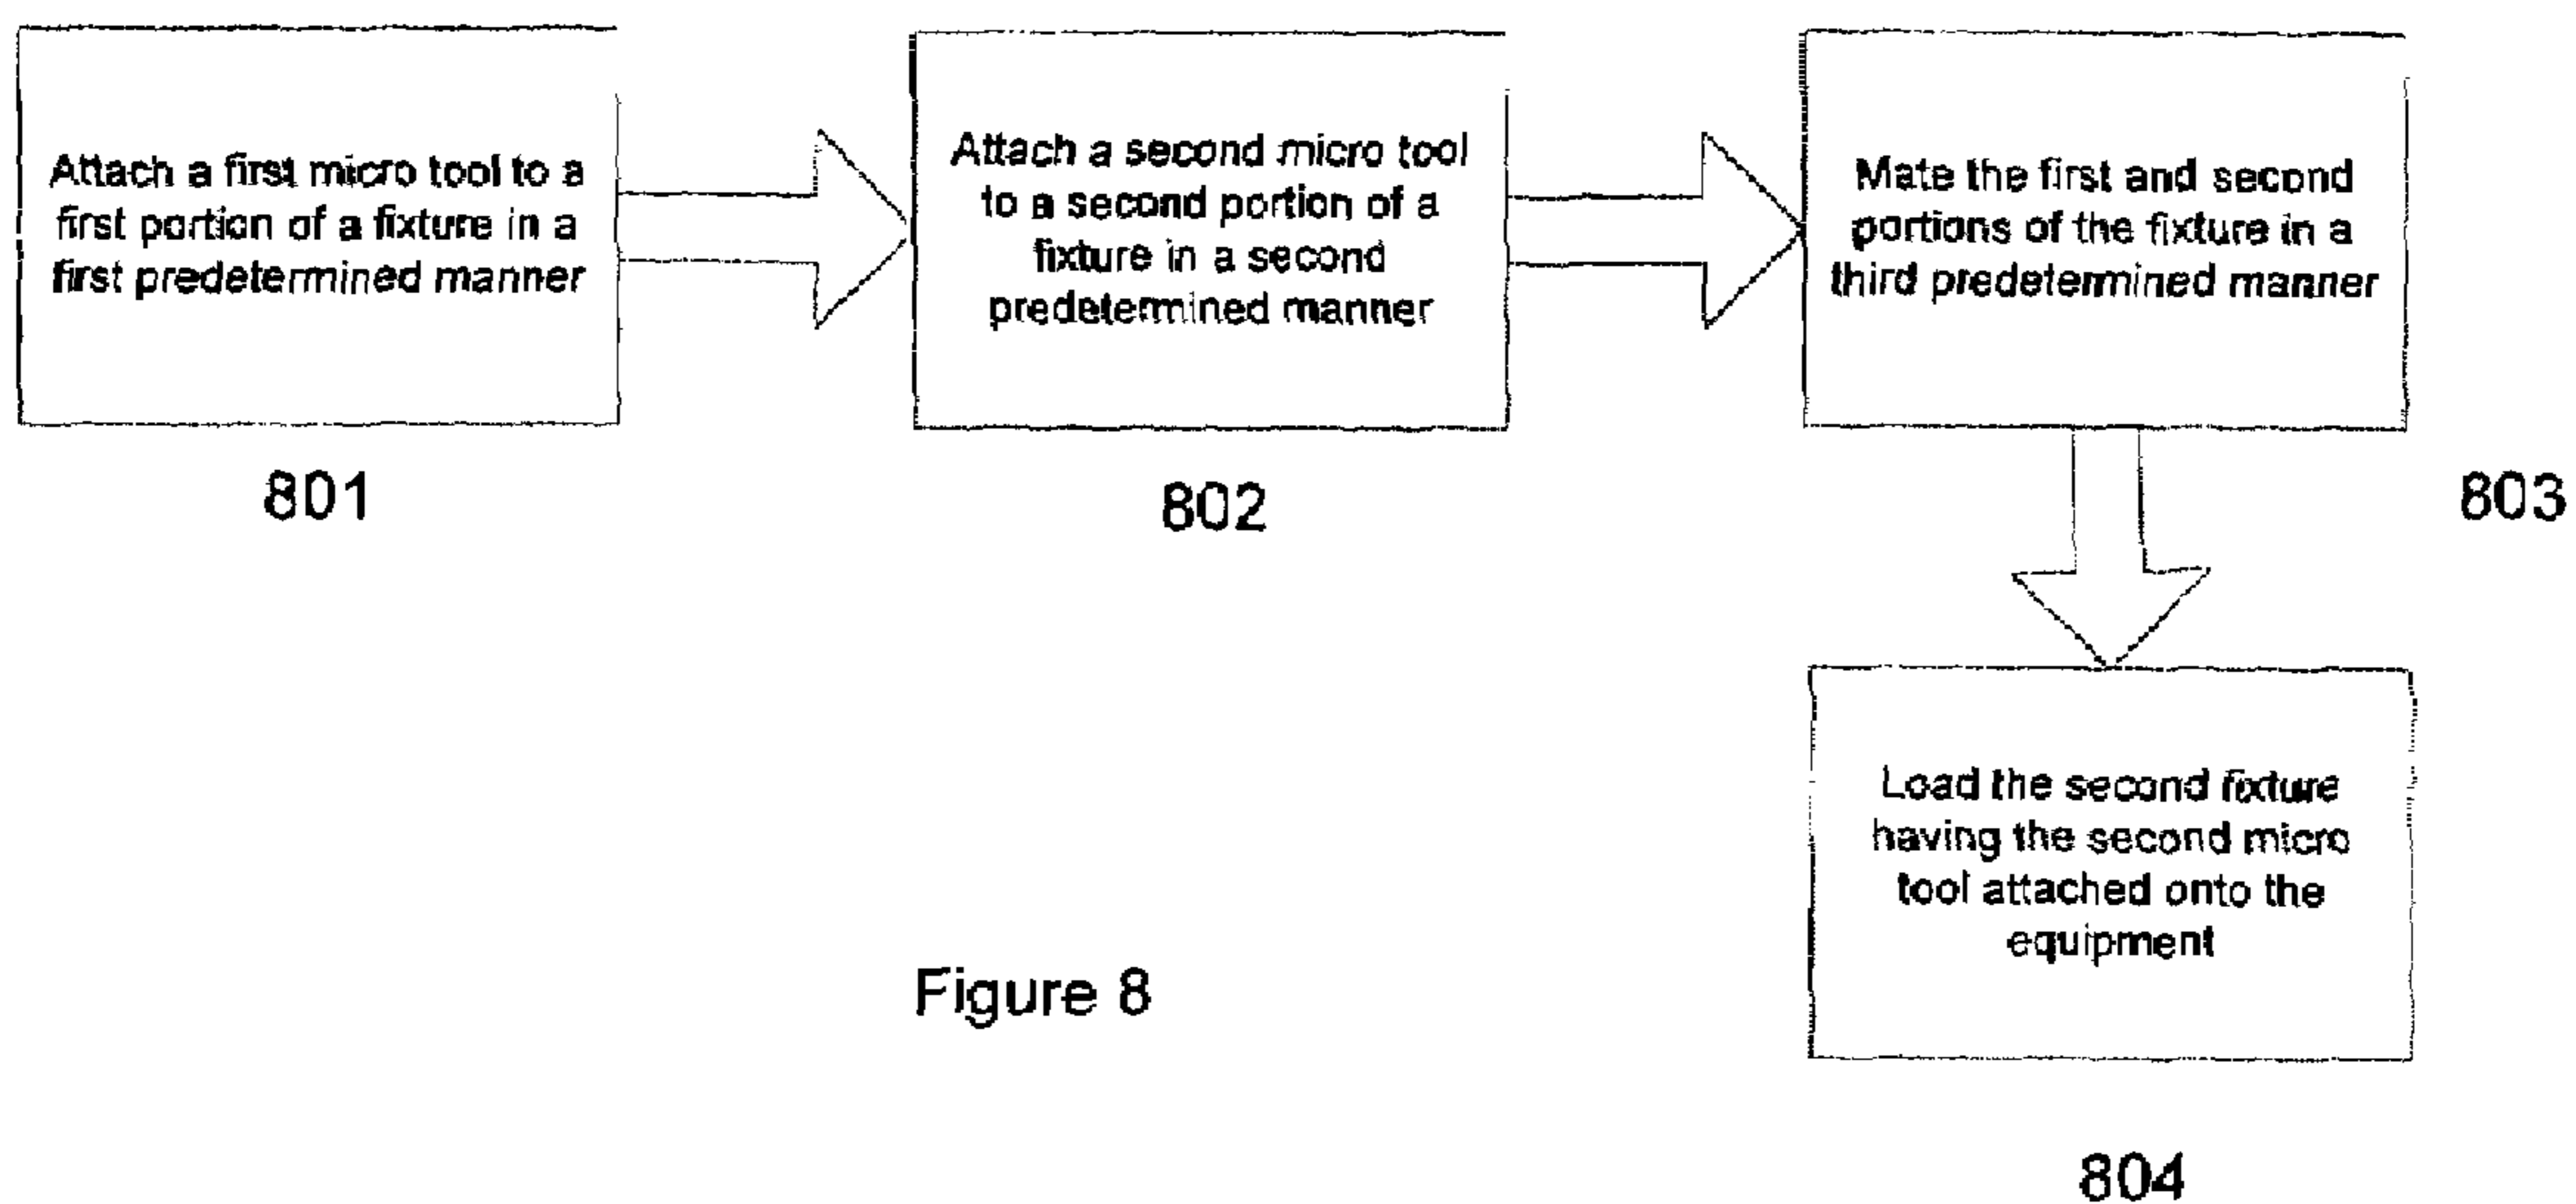 Attach a first micro tool to a
first portion of a fixture in a
first predetermined manner
801
Attach a second micro tool
to a second portion of a
fixture in a second
predetermined manner
802
Mate the first and second
portions of the fixture in a
third predetermined manner
803
Load the second fixture
having the second micro
tool attached onto the
equipment
804
Figure 8